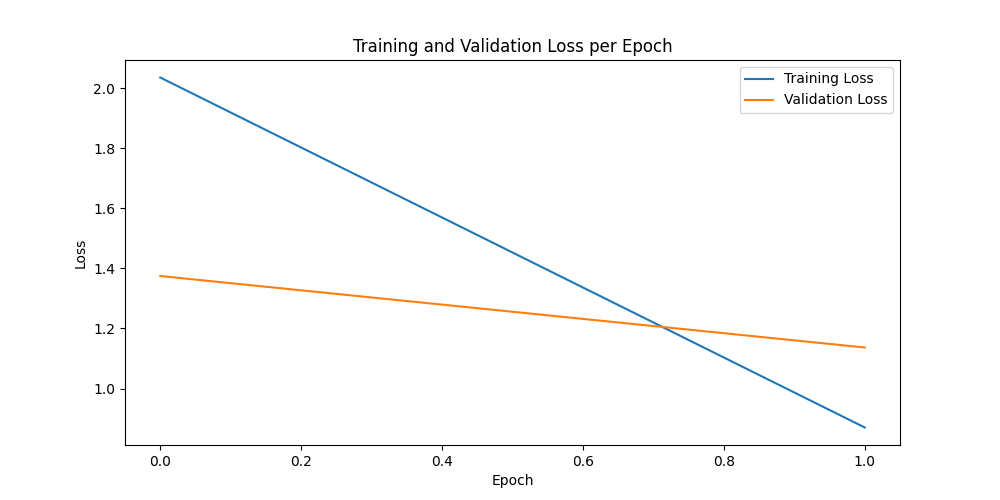 Training and Validation Loss per Epoch
Training Loss
Validation Loss
2.0
1.8
1.6
1.4
1.2
1.0
Loss
0.0 0.2 0.4 0.6 0.8 1.0
Epoch